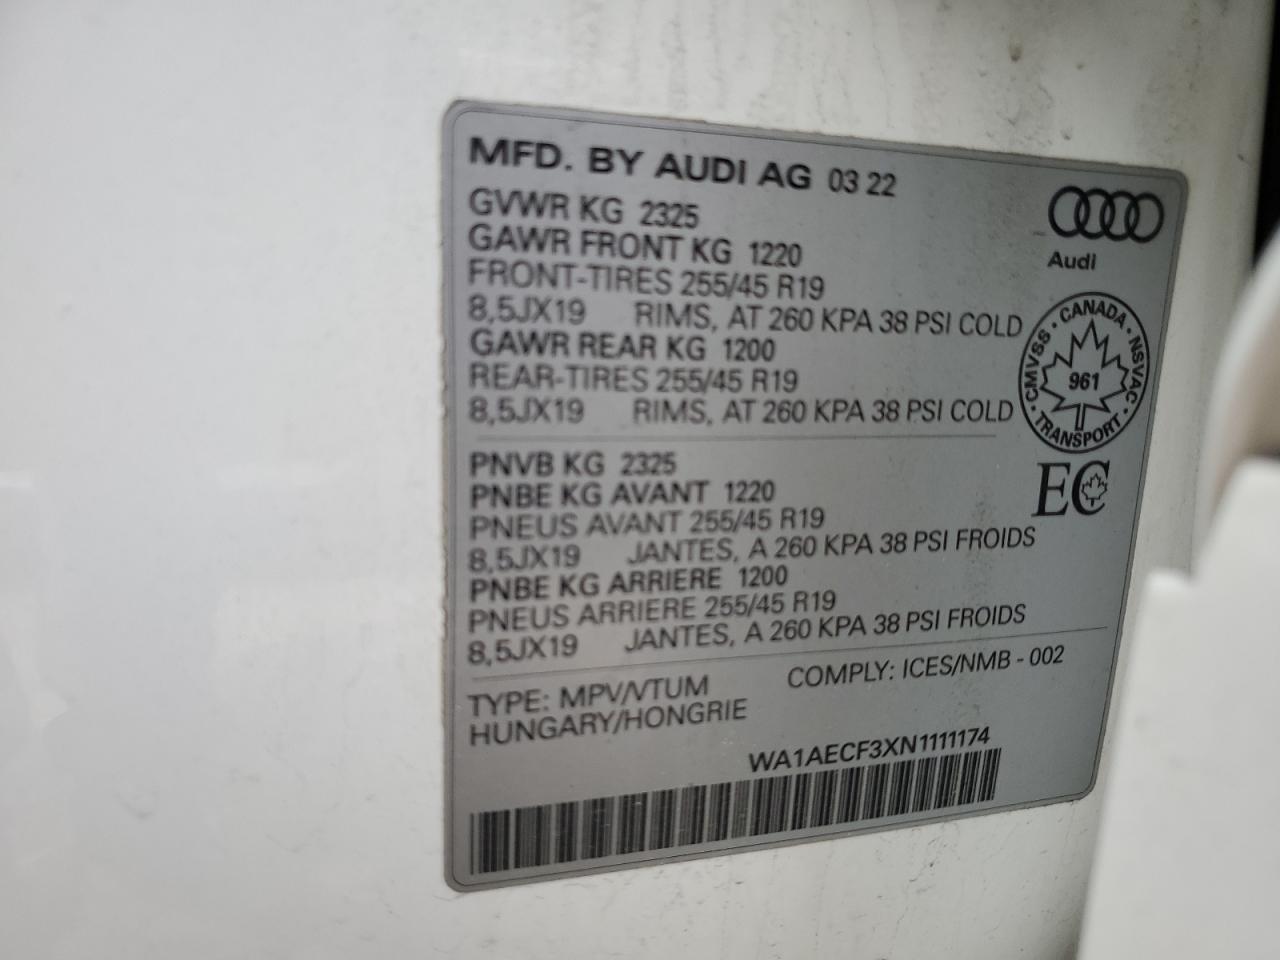 MFD. BY AUDI AG 03 22
GVWR KG 2325
GAWR FRONT KG 1220
FRONT-TIRES 255/45 R19
8,5JX19 RIMS, AT 260 KPA 38 PSI COLD
GAWR REAR KG 1200
REAR-TIRES 255/45 R19
8,5JX19 RIMS, AT 260 KPA 38 PSI COLD
Audi
CMVSS · CANADA · NSVAC · TRANSPORT ·
961
EC
PNVB KG 2325
PNBE KG AVANT 1220
PNEUS AVANT 255/45 R19
8,5JX19 JANTES, A 260 KPA 38 PSI FROIDS
PNBE KG ARRIERE 1200
PNEUS ARRIERE 255/45 R19
8,5JX19 JANTES, A 260 KPA 38 PSI FROIDS
TYPE: MPV/VTUM COMPLY: ICES/NMB - 002
HUNGARY/HONGRIE
WA1AECF3XN1111174